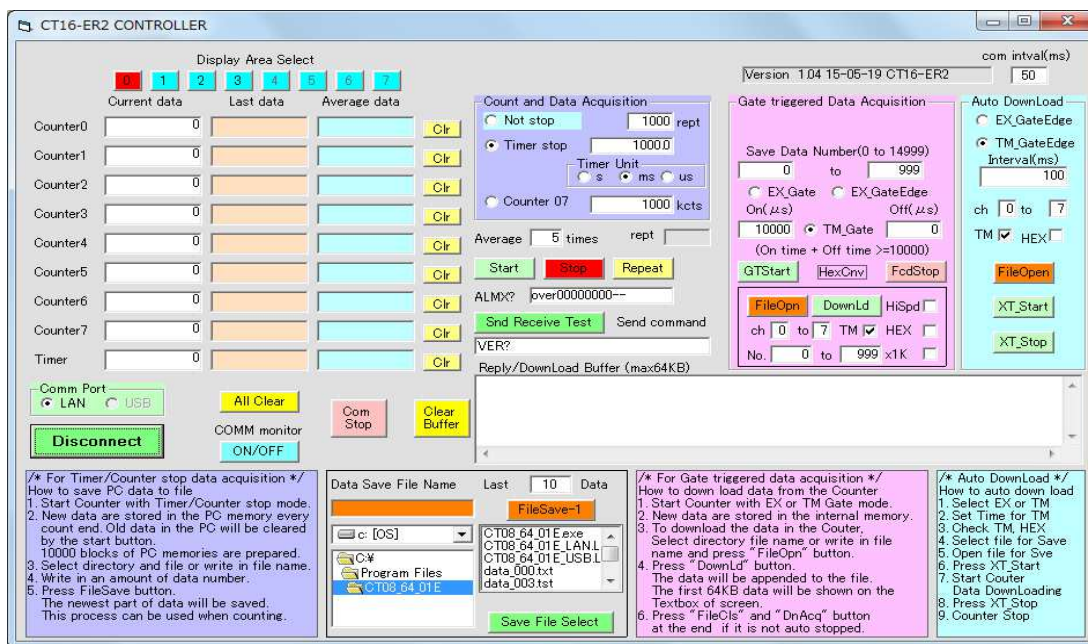 CT16-ER2 CONTROLLER
Display Area Select
0 1 2 3 4 5 6 7
Current data Last data Average data
Counter0 0 Clr
Counter1 0 Clr
Counter2 0 Clr
Counter3 0 Clr
Counter4 0 Clr
Counter5 0 Clr
Counter6 0 Clr
Counter7 0 Clr
Timer 0 Clr
Comm Port
LAN USB
Disconnect
All Clear
COMM monitor
ON/OFF
Com
Stop
Clear
Buffer
Count and Data Acquisition
Not stop 1000 rept
Timer stop 10000
Timer Unit
s ms us
Counter 07 1000 kcts
Average 5 times rept
Start Stop Repeat
ALMX? over00000000--
Snd Receive Test Send command
VER?
Reply/DownLoad Buffer (max64KB)
Version 1.04 15-05-19 CT16-ER2
com intval(ms)
50
Gate triggered Data Acquisition
Save Data Number(0 to 14999)
0 to 999
EX_Gate EX_GateEdge
On(μs) Off(μs)
10000 TM_Gate 0
(On time + Off time >=10000)
GTStart HexCnv FcdStop
FileOpn DownLd HiSpd
ch 0 to 7 TM HEX
No. 0 to 999 x1K
Auto DownLoad
EX_GateEdge
TM_GateEdge
Interval(ms)
100
ch 0 to 7
TM HEX
FileOpen
XT_Start
XT_Stop
/* For Timer/Counter stop data acquisition */
How to save PC data to file
1. Start Counter with Timer/Counter stop mode.
2. New data are stored in the PC memory every
count end. Old data in the PC will be cleared
by the start button.
10000 blocks of PC memories are prepared.
3. Select directory and file or write in file name.
4. Write in an amount of data number.
5. Press FileSave button.
The newest part of data will be saved.
This process can be used when counting.
Data Save File Name Last 10 Data
FileSave-1
c: [OS]
C:¥
Program Files
CT08_64_01E
CT08_64_01E.exe
CT08_64_01E_LAN.L
CT08_64_01E_USB.L
data_000.txt
data_003.tst
Save File Select
/* For Gate triggered data acquisition */
How to down load data from the Counter
1. Start Counter with EX or TM Gate mode.
2. New data are stored in the internal memory.
3. To download the data in the Couter,
Select directory file name or write in file
name and press "FileOpn" button.
4. Press "DownLd" button.
The data will be appended to the file.
The first 64KB data will be shown on the
Textbox of screen.
6. Press "FileCls" and "DnAcq" button
at the end if it is not auto stopped.
/* Auto DownLoad */
How to auto down load
1. Select EX or TM
2. Set Time for TM
3. Check TM, HEX
4. Select file for Save
5. Open file for Sve
6. Press XT_Start
7. Start Couter
Data DownLoading
8. Press XT_Stop
9. Counter Stop